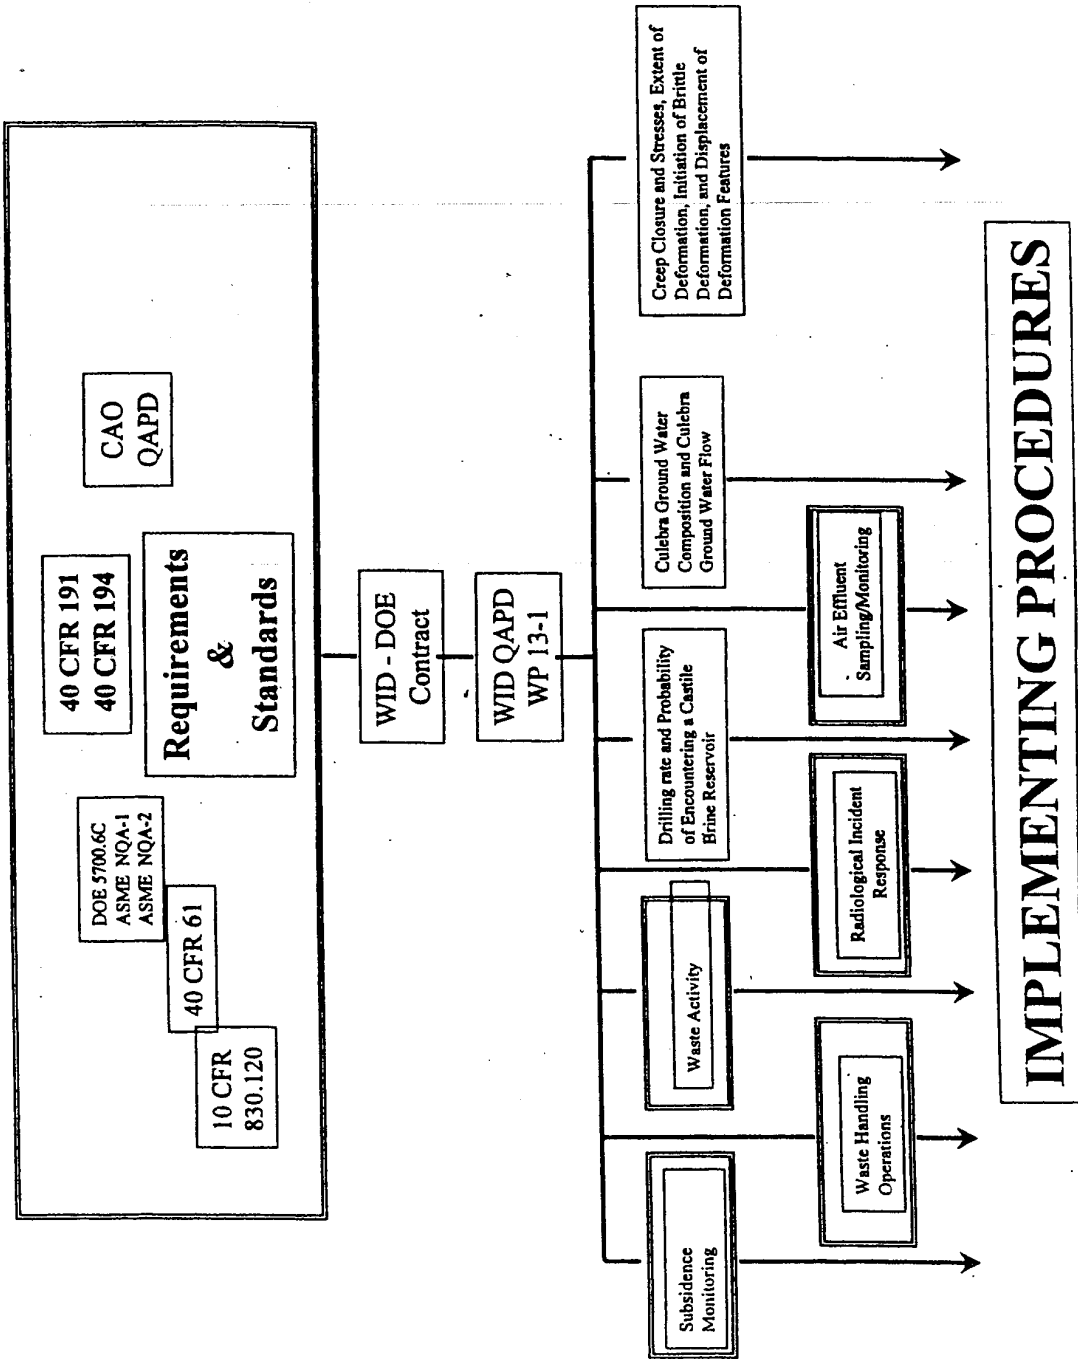 40 CFR 191
40 CFR 194
DOE 5700.6C
ASME NQA-1
ASME NQA-2
CAO
QAPD
40 CFR 61
10 CFR
830.120
Requirements
&
Standards
WID - DOE
Contract
WID QAPD
WP 13-1
Subsidence
Monitoring
Waste Activity
Drilling rate and Probability
of Encountering a Castile
Brine Reservoir
Culebra Ground Water
Composition and Culebra
Ground Water Flow
Creep Closure and Stresses, Extent of
Deformation, Initiation of Brittle
Deformation, and Displacement of
Deformation Features
Waste Handling
Operations
Radiological Incident
Response
Air Effluent
Sampling/Monitoring
IMPLEMENTING PROCEDURES